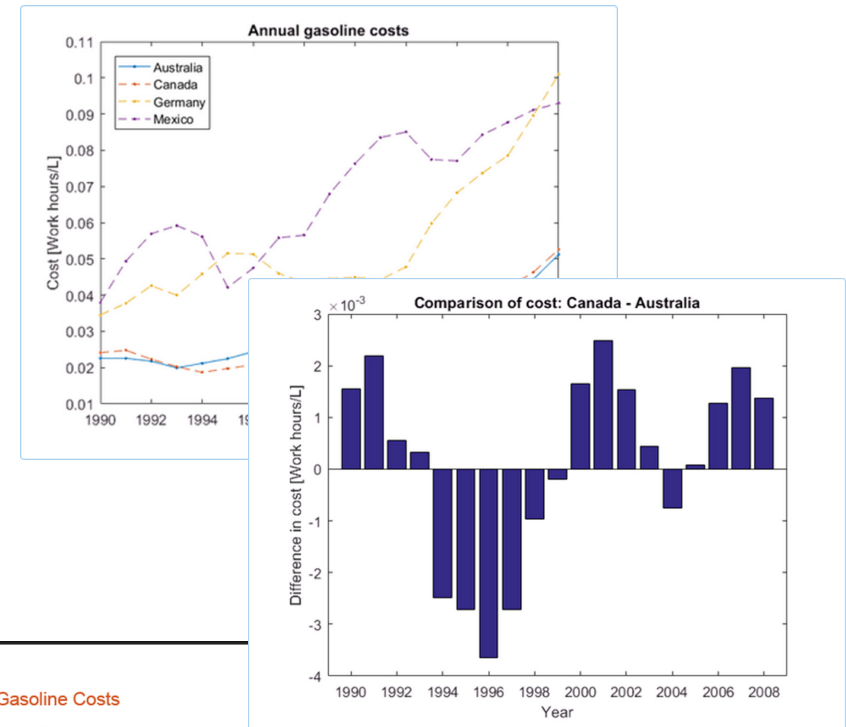 Annual gasoline costs
0.11
0.1
0.09
0.08
0.07
0.06
0.05
0.04
0.03
0.02
0.01
Cost [Work hours/L]
Australia
Canada
Germany
Mexico
1990 1992 1994
Comparison of cost: Canada - Australia
×10⁻³
3
2
1
0
-1
-2
-3
-4
Difference in cost [Work hours/L]
1990 1992 1994 1996 1998 2000 2002 2004 2006 2008
Year
Gasoline Costs